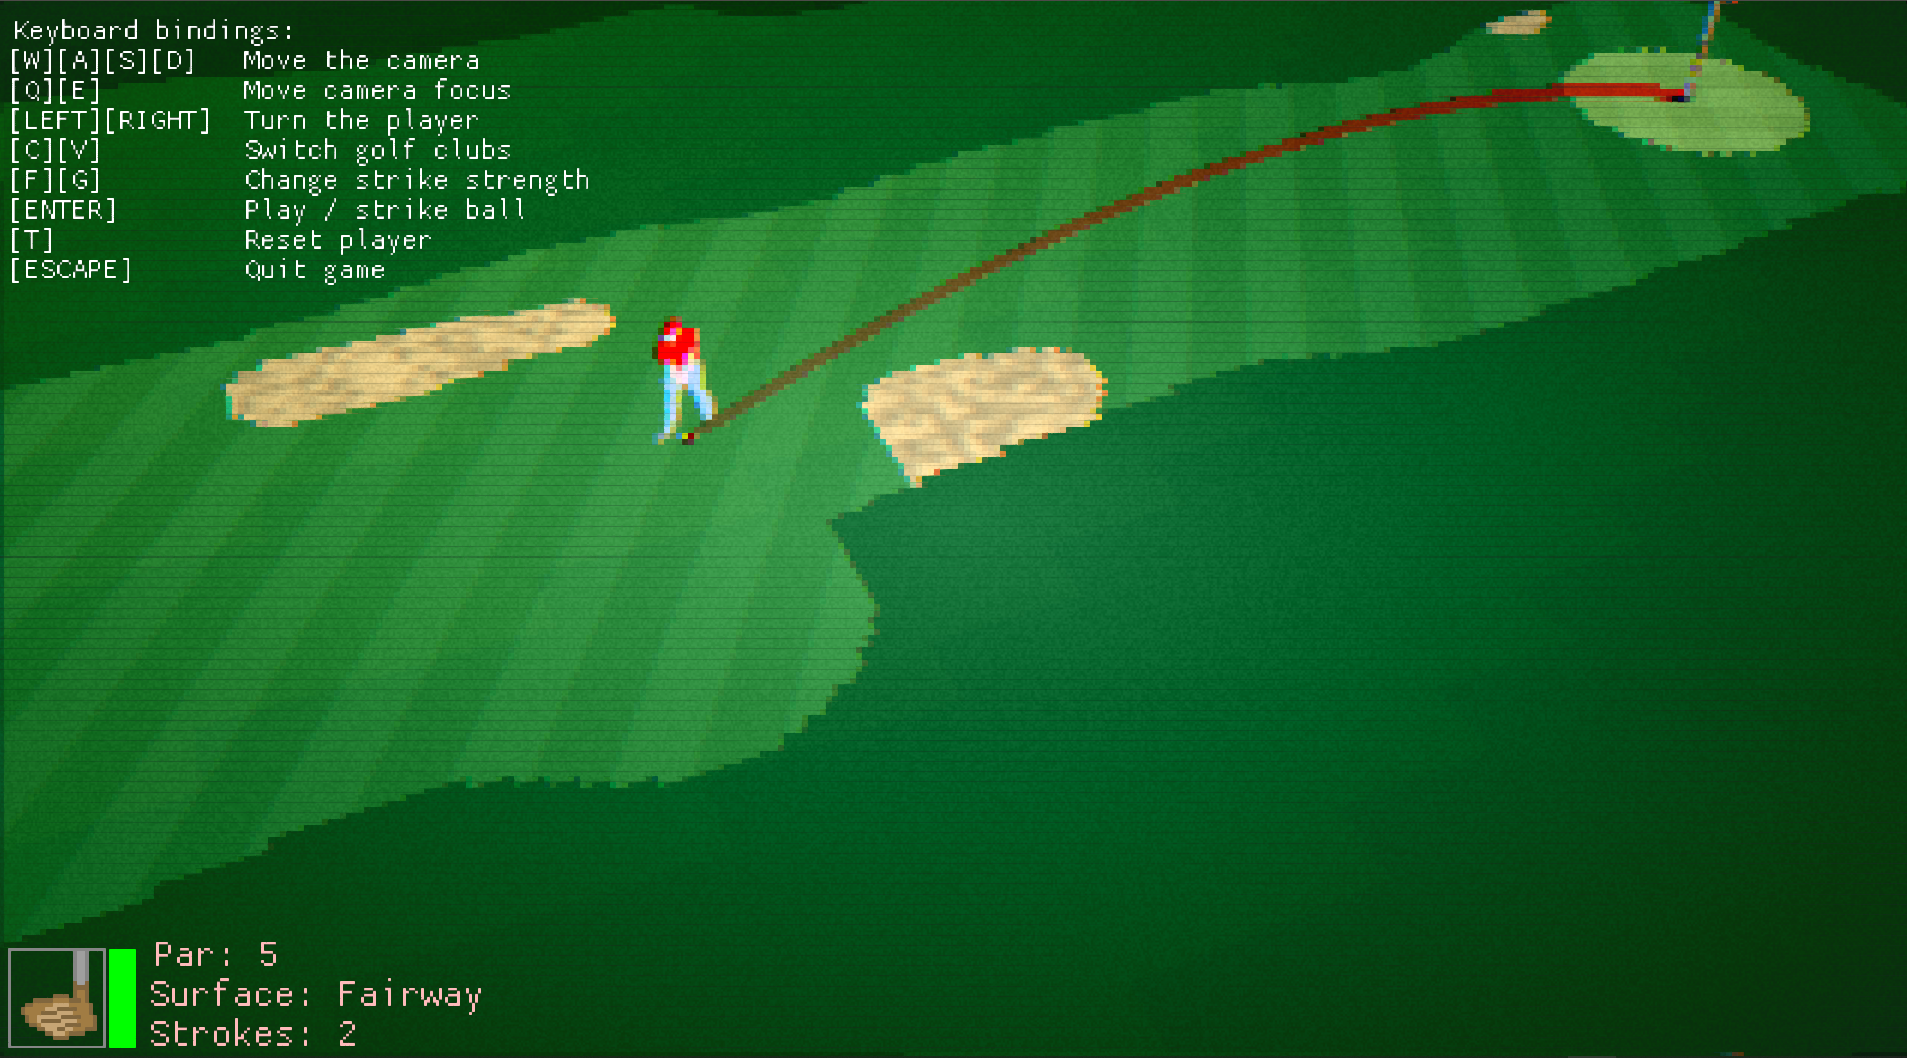 Keyboard bindings:
[W][A][S][D] Move the camera
[Q][E] Move camera focus
[LEFT][RIGHT] Turn the player
[C][V] Switch golf clubs
[F][G] Change strike strength
[ENTER] Play / strike ball
[T] Reset player
[ESCAPE] Quit game
Par: 5
Surface: Fairway
Strokes: 2